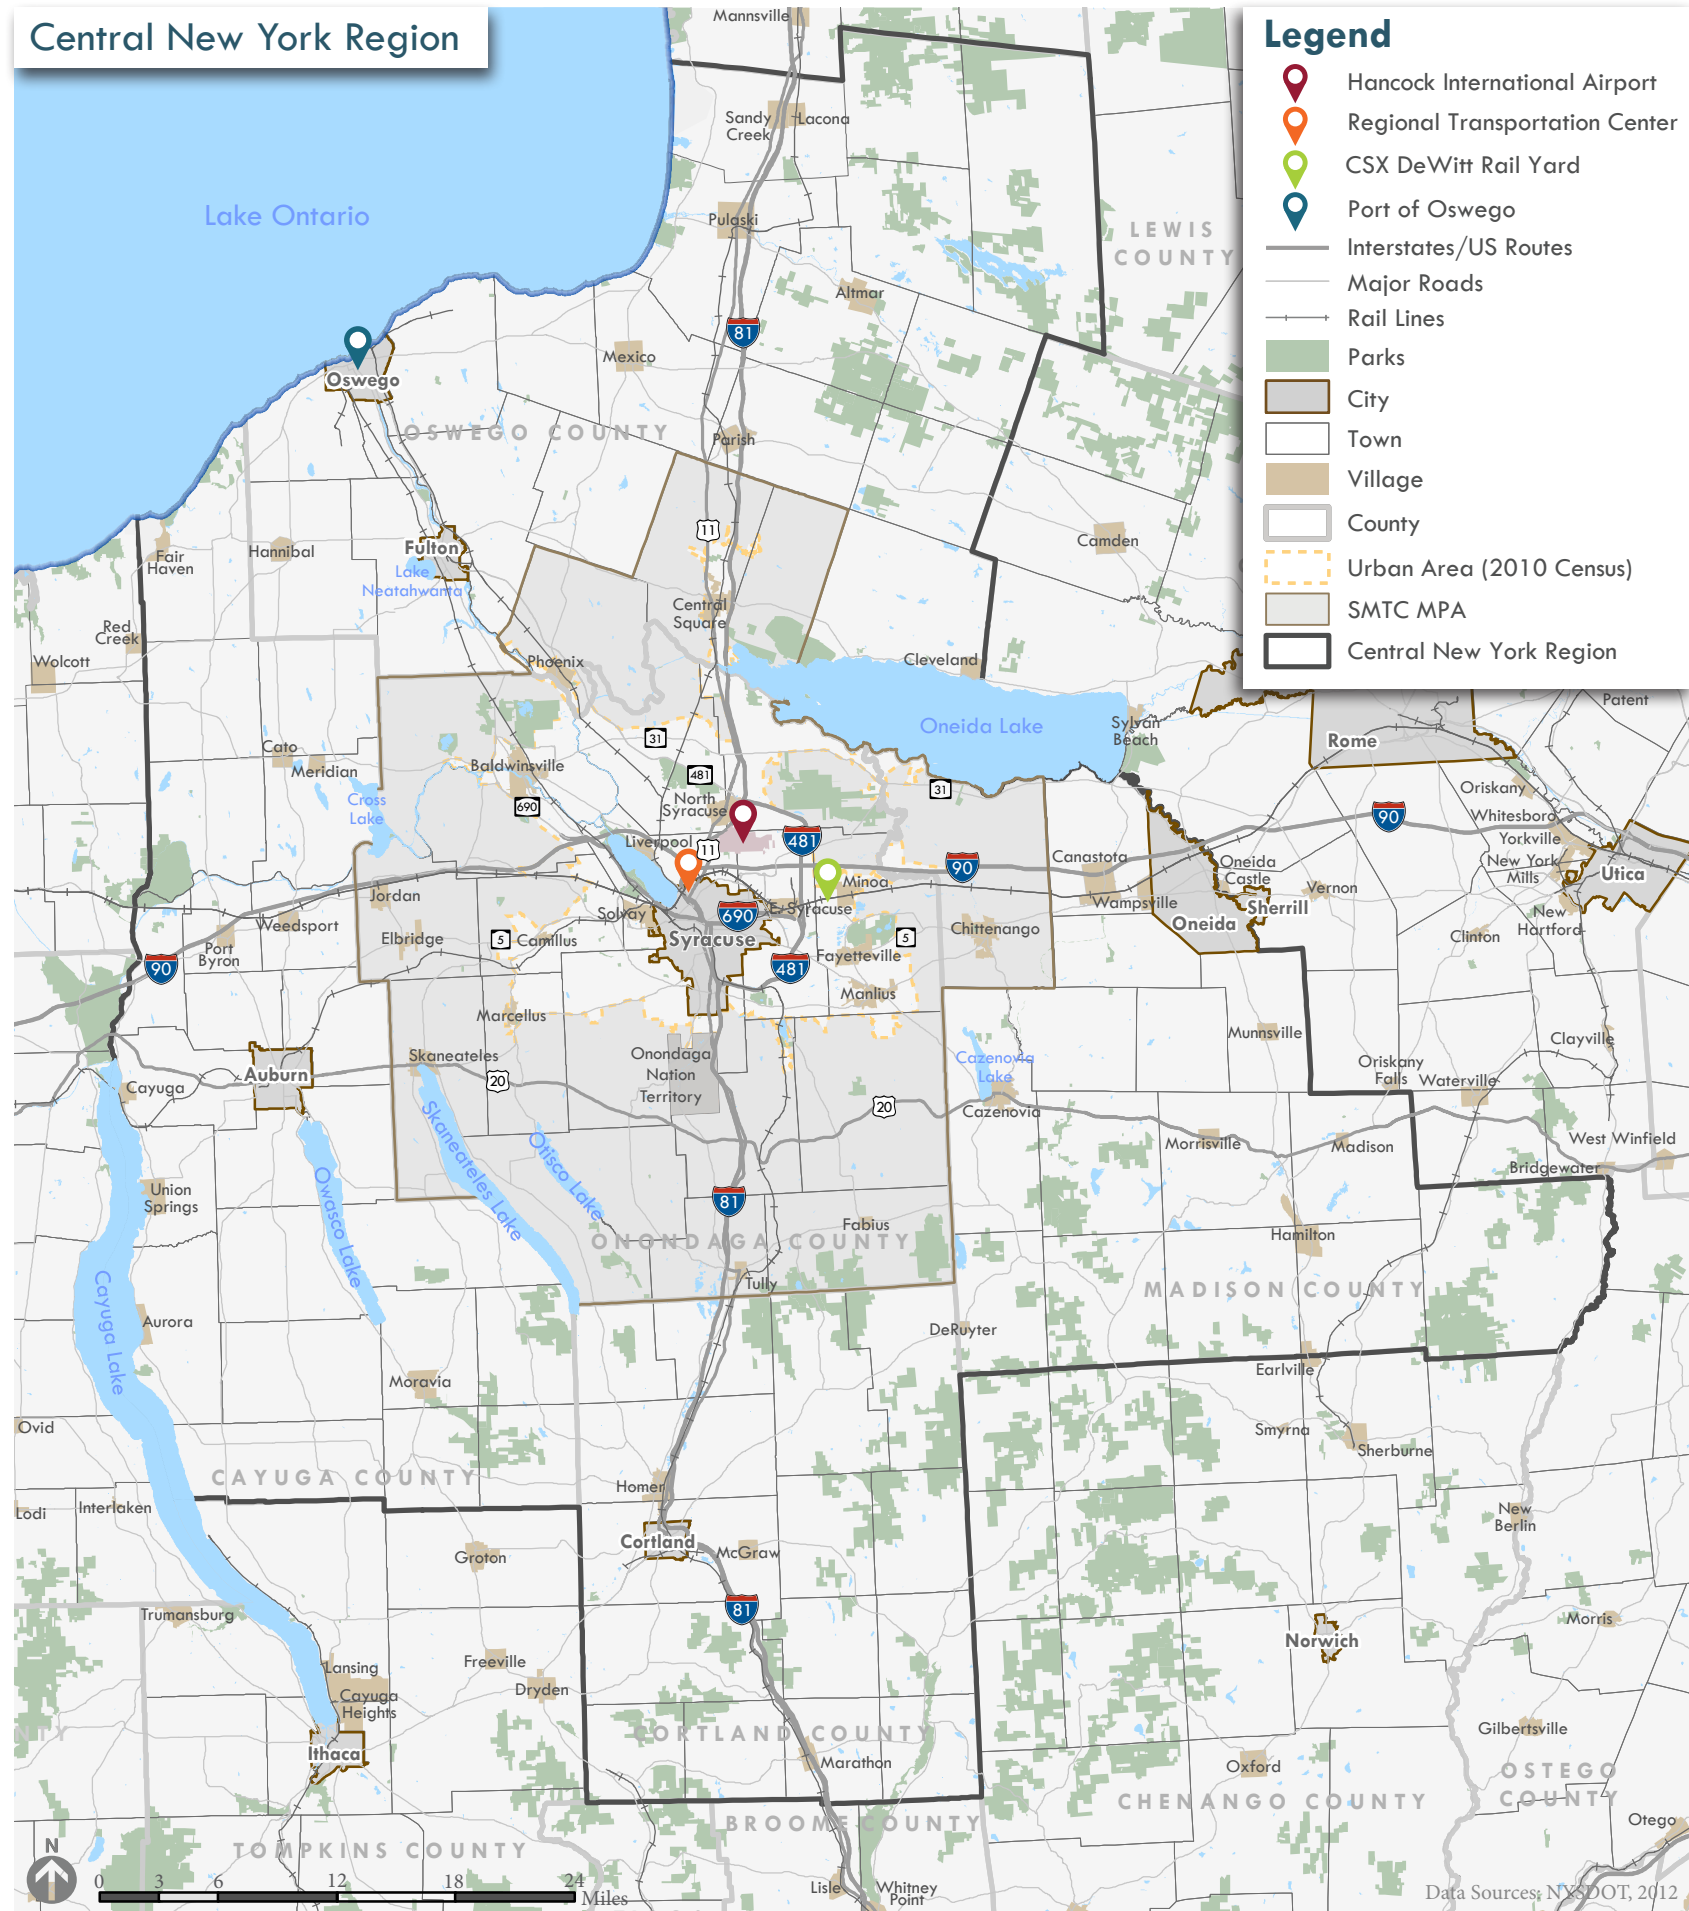 Central New York Region
Legend
Hancock International Airport
Regional Transportation Center
CSX DeWitt Rail Yard
Port of Oswego
Interstates/US Routes
Major Roads
Rail Lines
Parks
City
Town
Village
County
Urban Area (2010 Census)
SMTC MPA
Central New York Region
Mannsville
Sandy
Creek
Lacona
Lake Ontario
Pulaski
LEWIS
COUNTY
Altmar
81
Mexico
Oswego
OSWEGO COUNTY
Parish
11
Camden
Fair
Haven
Hannibal
Fulton
Lake
Neatahwanta
Central
Square
Red
Creek
Wolcott
Phoenix
Cleveland
Oneida Lake
Sylvan
Beach
Patent
Rome
31
Cato
Meridian
Baldwinsville
481
31
Oriskany
Cross
Lake
690
North
Syracuse
90
Whitesboro
Yorkville
Liverpool
11
481
90
Canastota
Oneida
Castle
New York
Mills
Utica
Minoa
Jordan
Wampsville
Vernon
Sherrill
Solvay
690
E. Syracuse
Weedsport
Oneida
New
Hartford
Port
Byron
Elbridge
5
Camillus
Syracuse
5
Chittenango
Clinton
90
481
Fayetteville
Manlius
Marcellus
Munnsville
Clayville
Skaneateles
Onondaga
Nation
Territory
Cazenovia
Lake
Oriskany
Falls
Waterville
Auburn
20
Cayuga
20
Cazenovia
Morrisville
Madison
West Winfield
Bridgewater
Skaneateles Lake
Otisco Lake
Owasco Lake
Union
Springs
81
Fabius
Hamilton
ONONDAGA COUNTY
Tully
MADISON COUNTY
Cayuga Lake
Aurora
DeRuyter
Earlville
Moravia
Ovid
Smyrna
Sherburne
CAYUGA COUNTY
Homer
Lodi
Interlaken
New
Berlin
Cortland
McGraw
Groton
81
Trumansburg
Morris
Norwich
Lansing
Freeville
Cayuga
Heights
Dryden
NTY
CORTLAND COUNTY
Gilbertsville
Ithaca
Marathon
Oxford
OSTEGO
COUNTY
CHENANGO COUNTY
BROOME COUNTY
Otego
TOMPKINS COUNTY
N
0 3 6 12 18 24
Miles
Lisle
Whitney
Point
Data Sources: NYSDOT, 2012